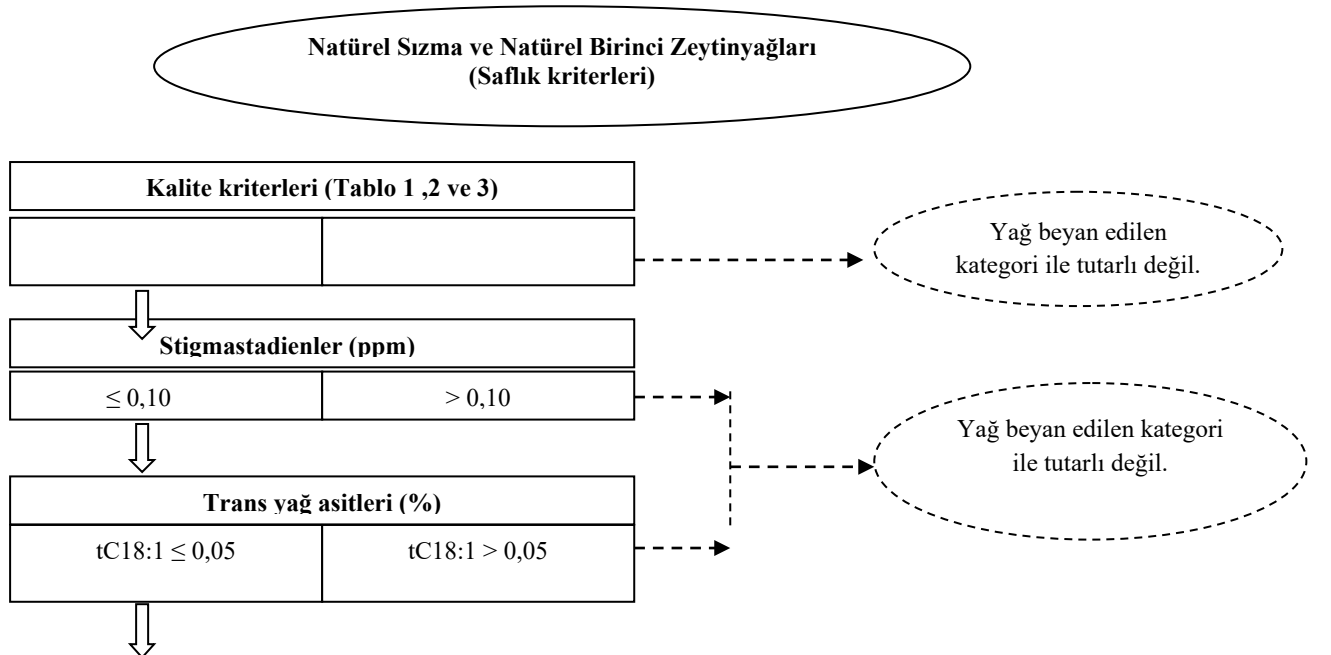 Natürel Sızma ve Natürel Birinci Zeytinyağları
(Saflık kriterleri)
Kalite kriterleri (Tablo 1 ,2 ve 3)
Yağ beyan edilen
kategori ile tutarlı değil.
Stigmastadienler (ppm)
≤ 0,10
> 0,10
Yağ beyan edilen kategori
ile tutarlı değil.
Trans yağ asitleri (%)
tC18:1 ≤ 0,05
tC18:1 > 0,05